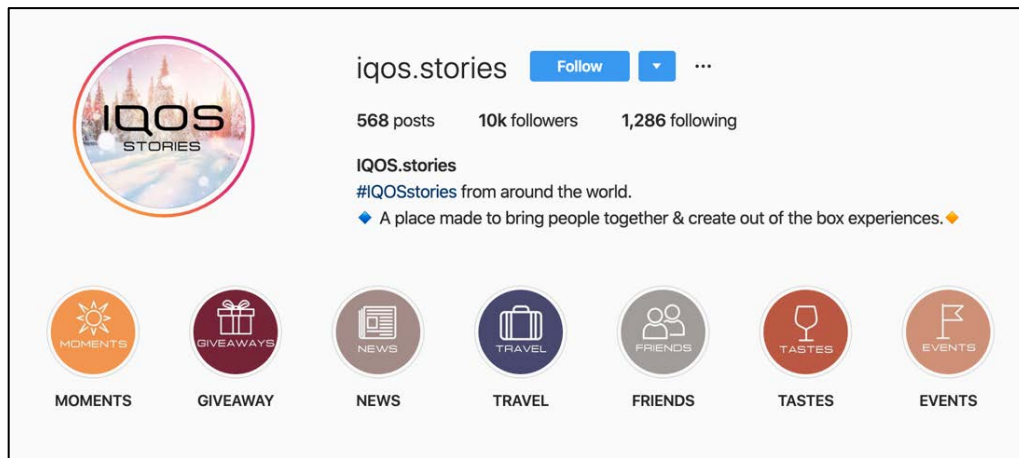 IQOS
STORIES
iqos.stories Follow ...
568 posts 10k followers 1,286 following
IQOS.stories
#IQOSstories from around the world.
🔹 A place made to bring people together & create out of the box experiences.🔸
MOMENTS GIVEAWAYS NEWS TRAVEL FRIENDS TASTES EVENTS
MOMENTS GIVEAWAY NEWS TRAVEL FRIENDS TASTES EVENTS